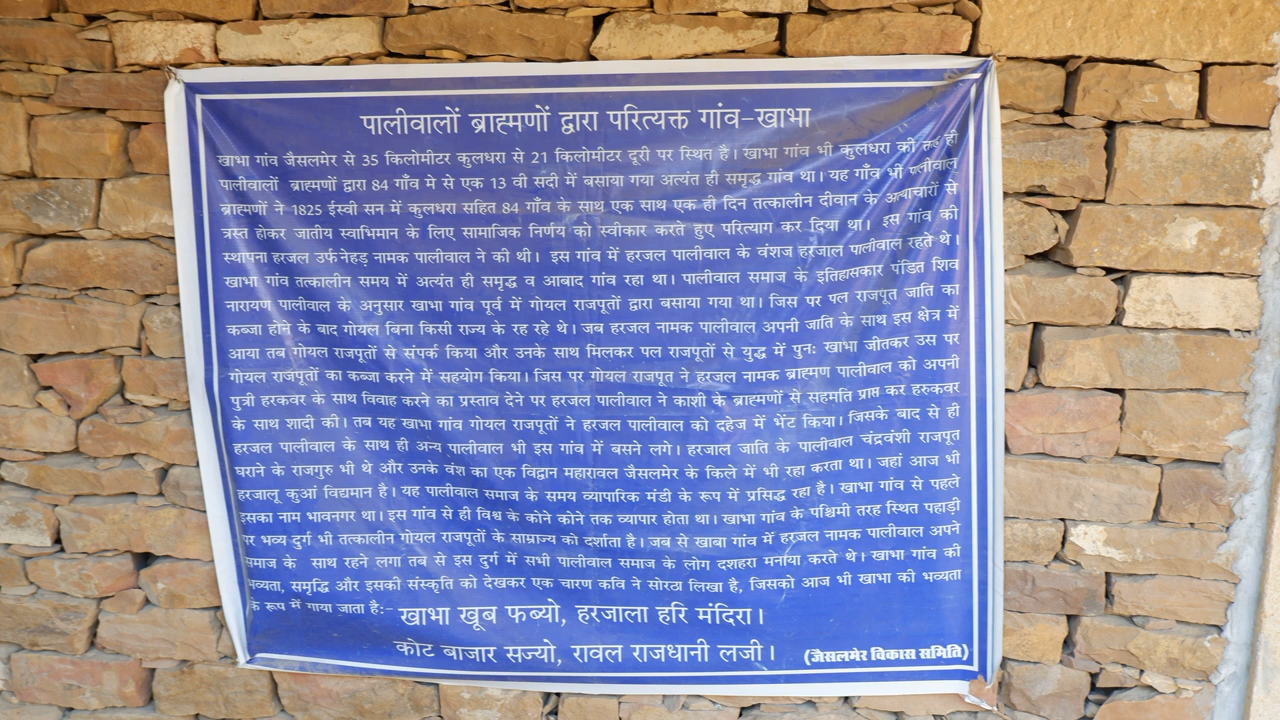 पालीवालों ब्राह्मणों द्वारा परित्यक्त गांव-खाभा
खाभा गांव जैसलमेर से 35 किलोमीटर कुलधरा से 21 किलोमीटर दूरी पर स्थित है। खाभा गांव भी कुलधरा की तरह ही
पालीवालों ब्राह्मणों द्वारा 84 गाँव मे से एक 13 वी सदी में बसाया गया अत्यंत ही समृद्ध गांव था। यह गाँव भी पालीवाल
ब्राह्मणों ने 1825 ईस्वी सन में कुलधरा सहित 84 गाँव के साथ एक साथ एक ही दिन तत्कालीन दीवान के अत्याचारों से
त्रस्त होकर जातीय स्वाभिमान के लिए सामाजिक निर्णय को स्वीकार करते हुए परित्याग कर दिया था। इस गांव की
स्थापना हरजल उर्फ नेहड़ नामक पालीवाल ने की थी। इस गांव में हरजल पालीवाल के वंशज हरजाल पालीवाल रहते थे।
खाभा गांव तत्कालीन समय में अत्यंत ही समृद्ध व आबाद गांव रहा था। पालीवाल समाज के इतिहासकार पंडित शिव
नारायण पालीवाल के अनुसार खाभा गांव पूर्व में गोयल राजपूतों द्वारा बसाया गया था। जिस पर पल राजपूत जाति का
कब्जा होने के बाद गोयल बिना किसी राज्य के रह रहे थे। जब हरजल नामक पालीवाल अपनी जाति के साथ इस क्षेत्र में
आया तब गोयल राजपूतों से संपर्क किया और उनके साथ मिलकर पल राजपूतों से युद्ध में पुनः खाभा जीतकर उस पर
गोयल राजपूतों का कब्जा करने में सहयोग किया। जिस पर गोयल राजपूत ने हरजल नामक ब्राह्मण पालीवाल को अपनी
पुत्री हरकवर के साथ विवाह करने का प्रस्ताव देने पर हरजल पालीवाल ने काशी के ब्राह्मणों से सहमति प्राप्त कर हरुकवर
के साथ शादी की। तब यह खाभा गांव गोयल राजपूतों ने हरजल पालीवाल को दहेज में भेंट किया। जिसके बाद से ही
हरजल पालीवाल के साथ ही अन्य पालीवाल भी इस गांव में बसने लगे। हरजाल जाति के पालीवाल चंद्रवंशी राजपूत
घराने के राजगुरु भी थे और उनके वंश का एक विद्वान महारावल जैसलमेर के किले में भी रहा करता था। जहां आज भी
हरजालू कुआं विद्यमान है। यह पालीवाल समाज के समय व्यापारिक मंडी के रूप में प्रसिद्ध रहा है। खाभा गांव से पहले
इसका नाम भावनगर था। इस गांव से ही विश्व के कोने कोने तक व्यापार होता था। खाभा गांव के पश्चिमी तरह स्थित पहाड़ी
पर भव्य दुर्ग भी तत्कालीन गोयल राजपूतों के साम्राज्य को दर्शाता है। जब से खाबा गांव में हरजल नामक पालीवाल अपने
समाज के साथ रहने लगा तब से इस दुर्ग में सभी पालीवाल समाज के लोग दशहरा मनाया करते थे। खाभा गांव की
भव्यता, समृद्धि और इसकी संस्कृति को देखकर एक चारण कवि ने सोरठा लिखा है, जिसको आज भी खाभा की भव्यता
के रूप में गाया जाता है:- खाभा खूब फब्यो, हरजाला हरि मंदिरा।
कोट बाजार सज्यो, रावल राजधानी लजी।
(जैसलमेर विकास समिति)